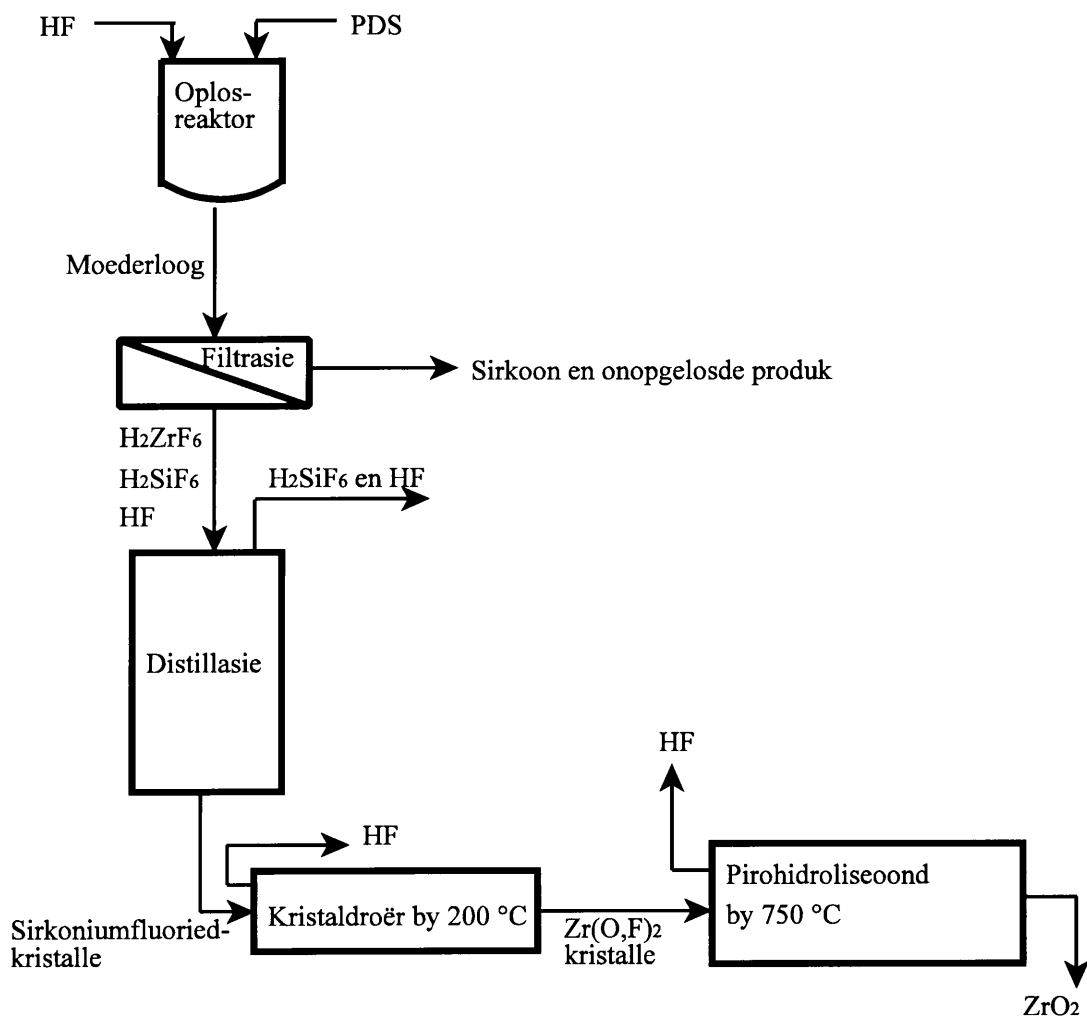 HF
PDS
Oplos-
reaktor
Moederloog
Filtrasie
Sirkoon en onopgelosde produk
H₂ZrF₆
H₂SiF₆
HF
H₂SiF₆ en HF
Distillasie
HF
HF
Kristaldroër by 200 °C
Pirohidroliseoond
by 750 °C
Sirkoniumfluoried-
kristalle
Zr(O,F)₂
kristalle
ZrO₂